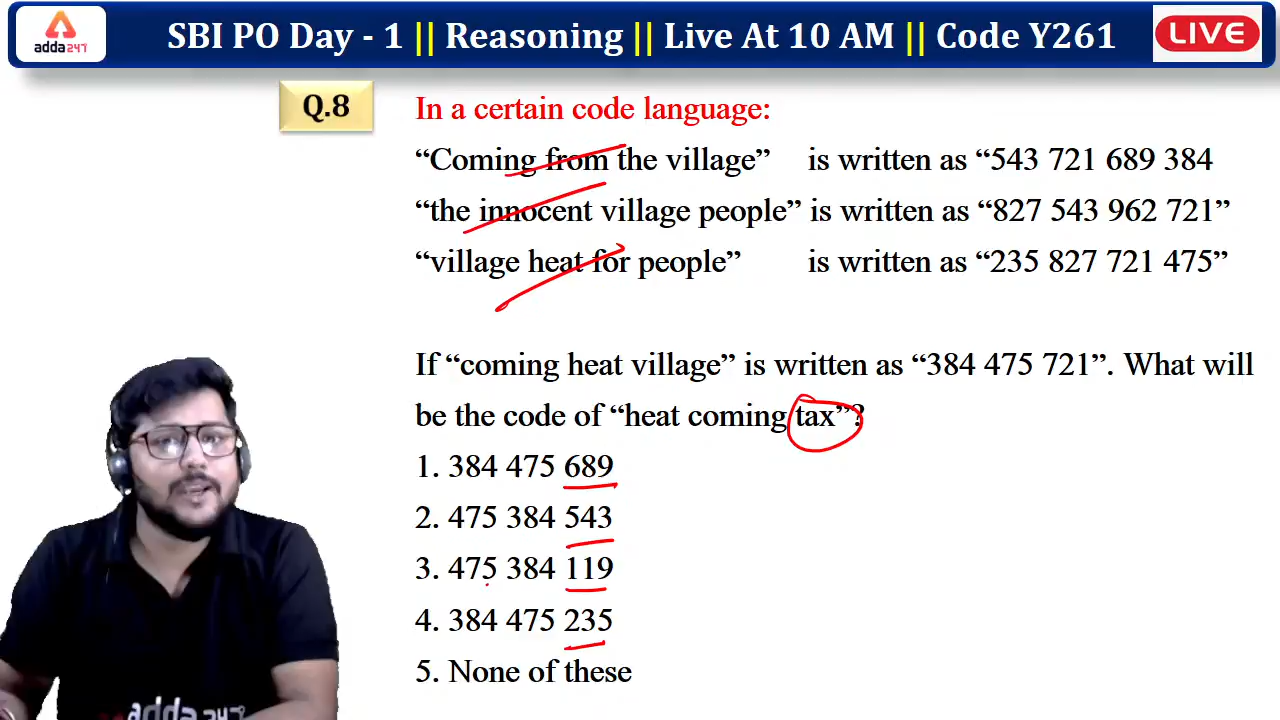 adda247
SBI PO Day - 1 || Reasoning || Live At 10 AM || Code Y261
LIVE
Q.8
In a certain code language:
“Coming from the village” is written as “543 721 689 384
“the innocent village people” is written as “827 543 962 721”
“village heat for people” is written as “235 827 721 475”
If “coming heat village” is written as “384 475 721”. What will
be the code of “heat coming tax”?
1. 384 475 689
2. 475 384 543
3. 475 384 119
4. 384 475 235
5. None of these
adda247